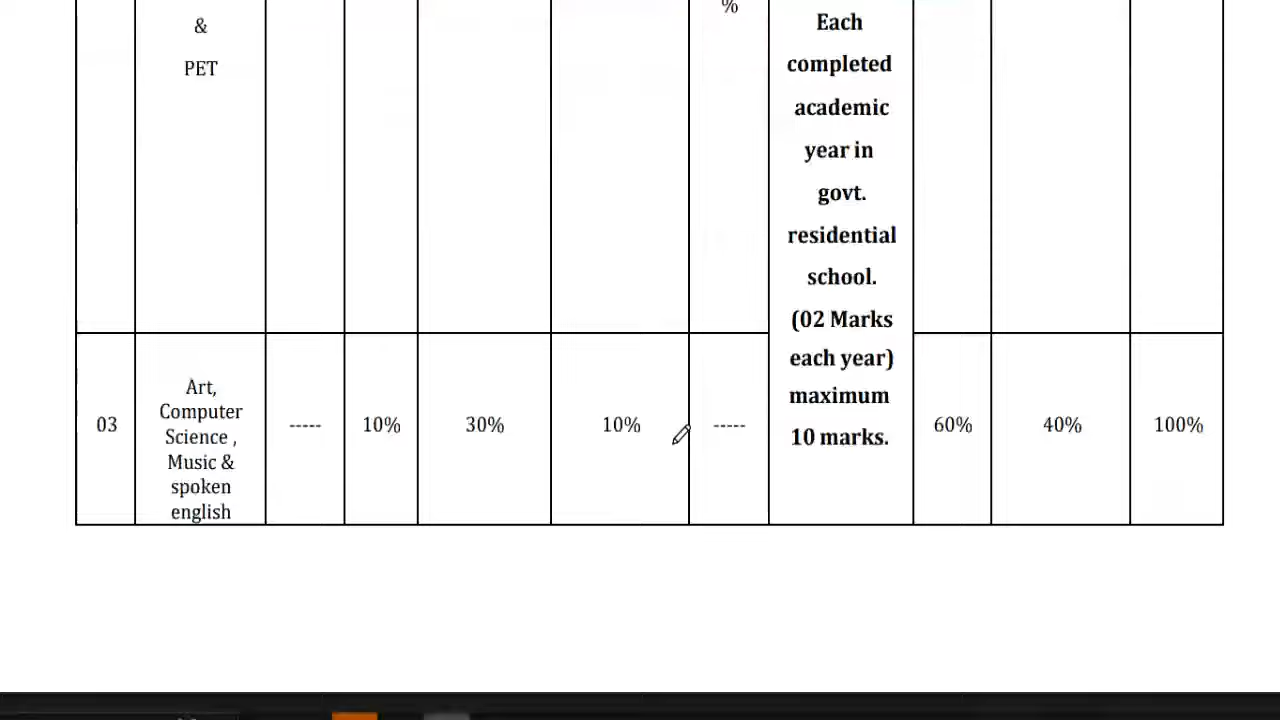 %
&
PET
Each
completed
academic
year in
govt.
residential
school.
(02 Marks
each year)
maximum
10 marks.
03
Art,
Computer
Science ,
Music &
spoken
english
-----
10%
30%
10%
-----
60%
40%
100%